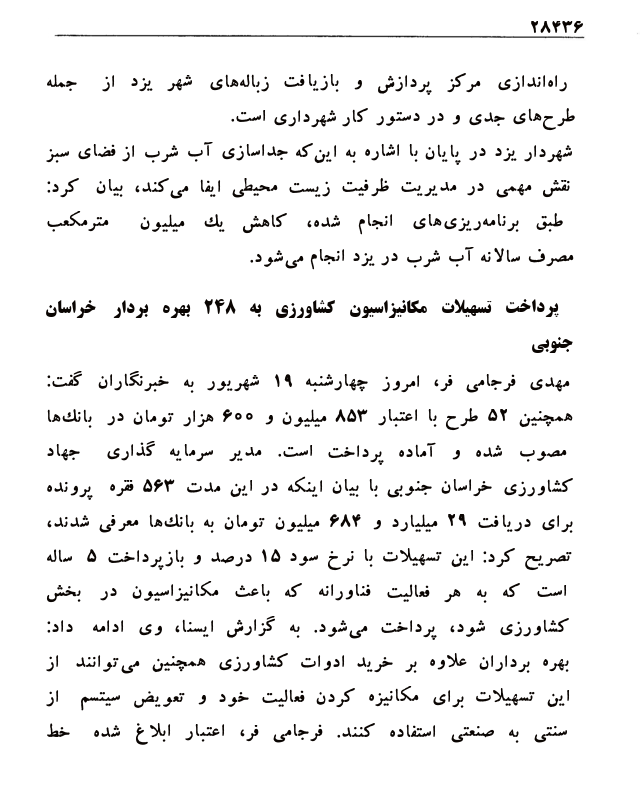 ۲۸۴۳۶
راه‌اندازی مرکز پردازش و بازیافت زباله‌های شهر یزد از جمله
طرح‌های جدی و در دستور کار شهرداری است.
شهردار یزد در پایان با اشاره به این‌که جداسازی آب شرب از فضای سبز
نقش مهمی در مدیریت ظرفیت زیست محیطی ایفا می‌کند، بیان کرد:
طبق برنامه‌ریزی‌های انجام شده، کاهش یك میلیون مترمکعب
مصرف سالانه آب شرب در یزد انجام می‌شود.
پرداخت تسهیلات مکانیزاسیون کشاورزی به ۲۴۸ بهره بردار خراسان
جنوبی
مهدی فرجامی فر، امروز چهارشنبه ۱۹ شهریور به خبرنگاران گفت:
همچنین ۵۲ طرح با اعتبار ۸۵۳ میلیون و ۶۰۰ هزار تومان در بانك‌ها
مصوب شده و آماده پرداخت است. مدیر سرمایه گذاری جهاد
کشاورزی خراسان جنوبی با بیان اینکه در این مدت ۵۶۳ فقره پرونده
برای دریافت ۲۹ میلیارد و ۶۸۴ میلیون تومان به بانك‌ها معرفی شدند،
تصریح کرد: این تسهیلات با نرخ سود ۱۵ درصد و بازپرداخت ۵ ساله
است که به هر فعالیت فناورانه که باعث مکانیزاسیون در بخش
کشاورزی شود، پرداخت می‌شود. به گزارش ایسنا، وی ادامه داد:
بهره برداران علاوه بر خرید ادوات کشاورزی همچنین می‌توانند از
این تسهیلات برای مکانیزه کردن فعالیت خود و تعویض سیتسم از
سنتی به صنعتی استفاده کنند. فرجامی فر، اعتبار ابلاغ شده خط